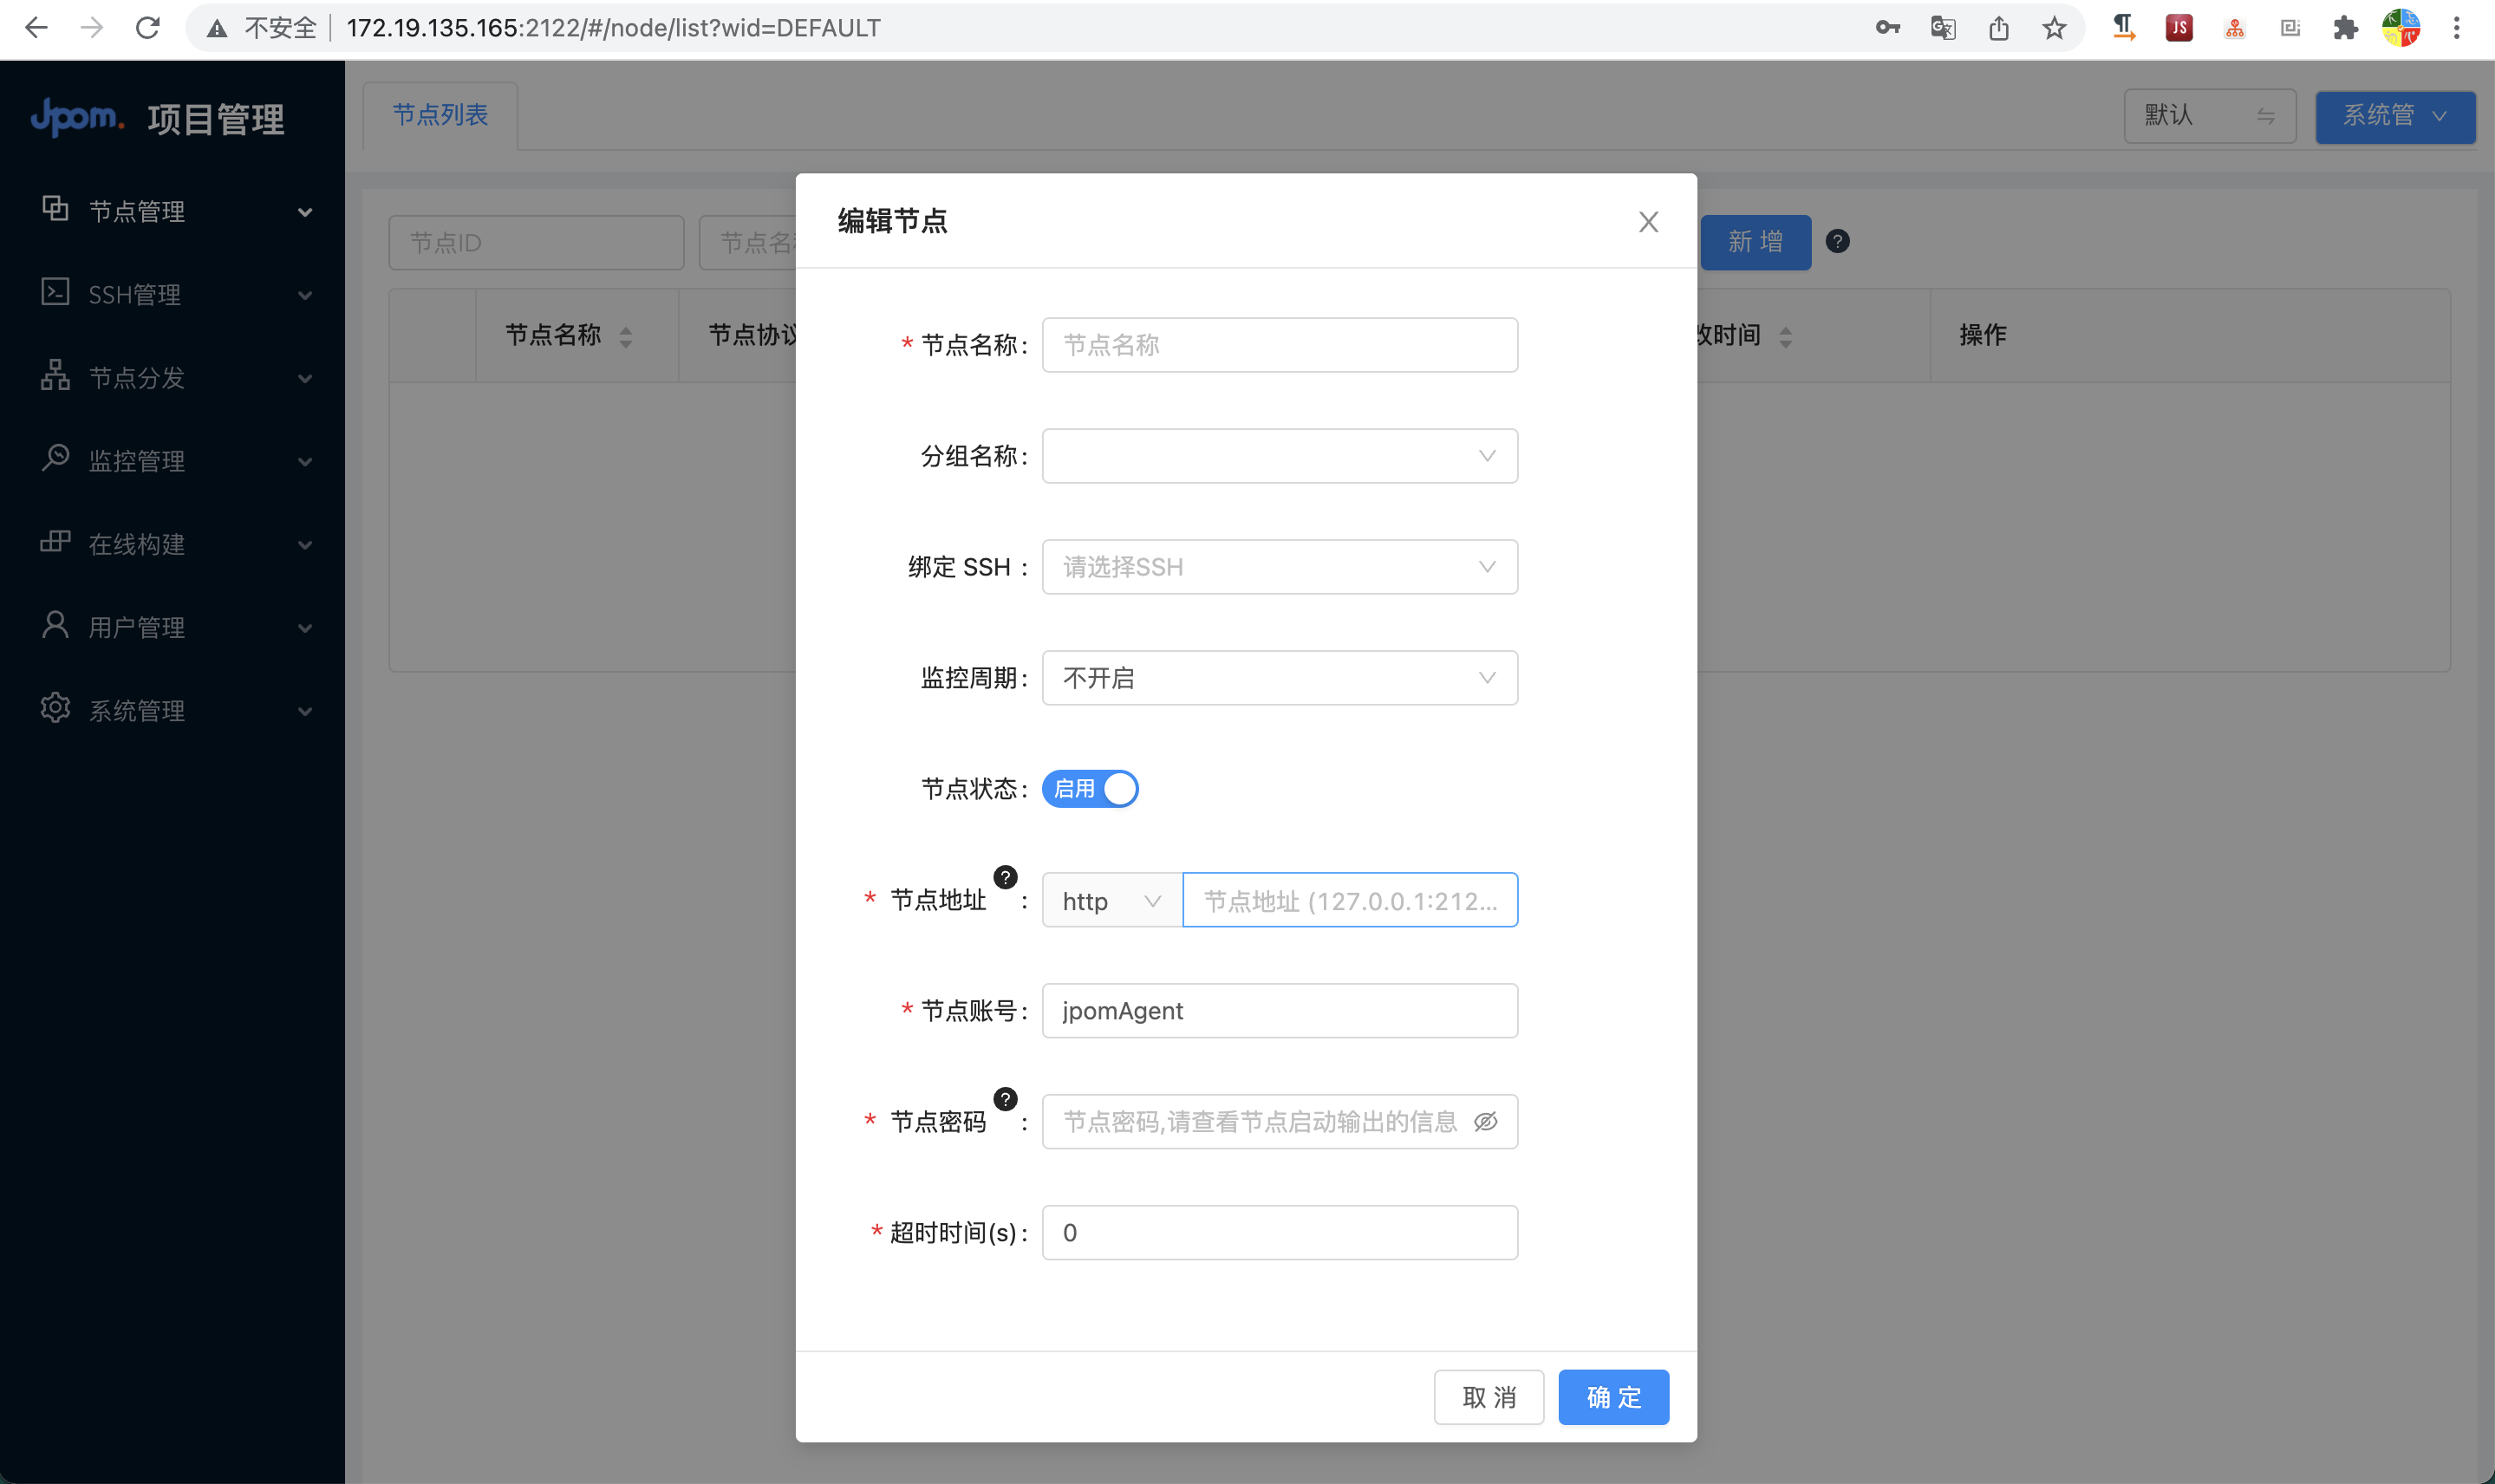 不安全 172.19.135.165:2122/#/node/list?wid=DEFAULT
JS
Jpom. 项目管理
节点管理
SSH管理
节点分发
监控管理
在线构建
用户管理
系统管理
节点列表
默认
系统管
节点ID
节点名
新 增
?
节点名称
节点协议
改时间
操作
编辑节点
* 节点名称: 节点名称
分组名称:
绑定 SSH : 请选择SSH
监控周期: 不开启
节点状态: 启用
* 节点地址 ? : http 节点地址 (127.0.0.1:212...
* 节点账号: jpomAgent
* 节点密码 ? : 节点密码,请查看节点启动输出的信息
* 超时时间(s): 0
取 消
确 定